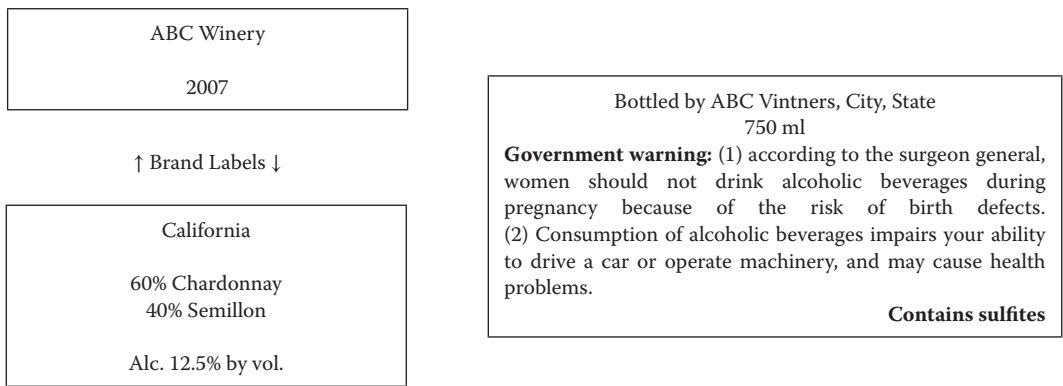 ABC Winery
2007
↑ Brand Labels ↓
California
60% Chardonnay
40% Semillon
Alc. 12.5% by vol.
Bottled by ABC Vintners, City, State
750 ml
Government warning: (1) according to the surgeon general,
women should not drink alcoholic beverages during
pregnancy because of the risk of birth defects.
(2) Consumption of alcoholic beverages impairs your ability
to drive a car or operate machinery, and may cause health
problems.
Contains sulfites